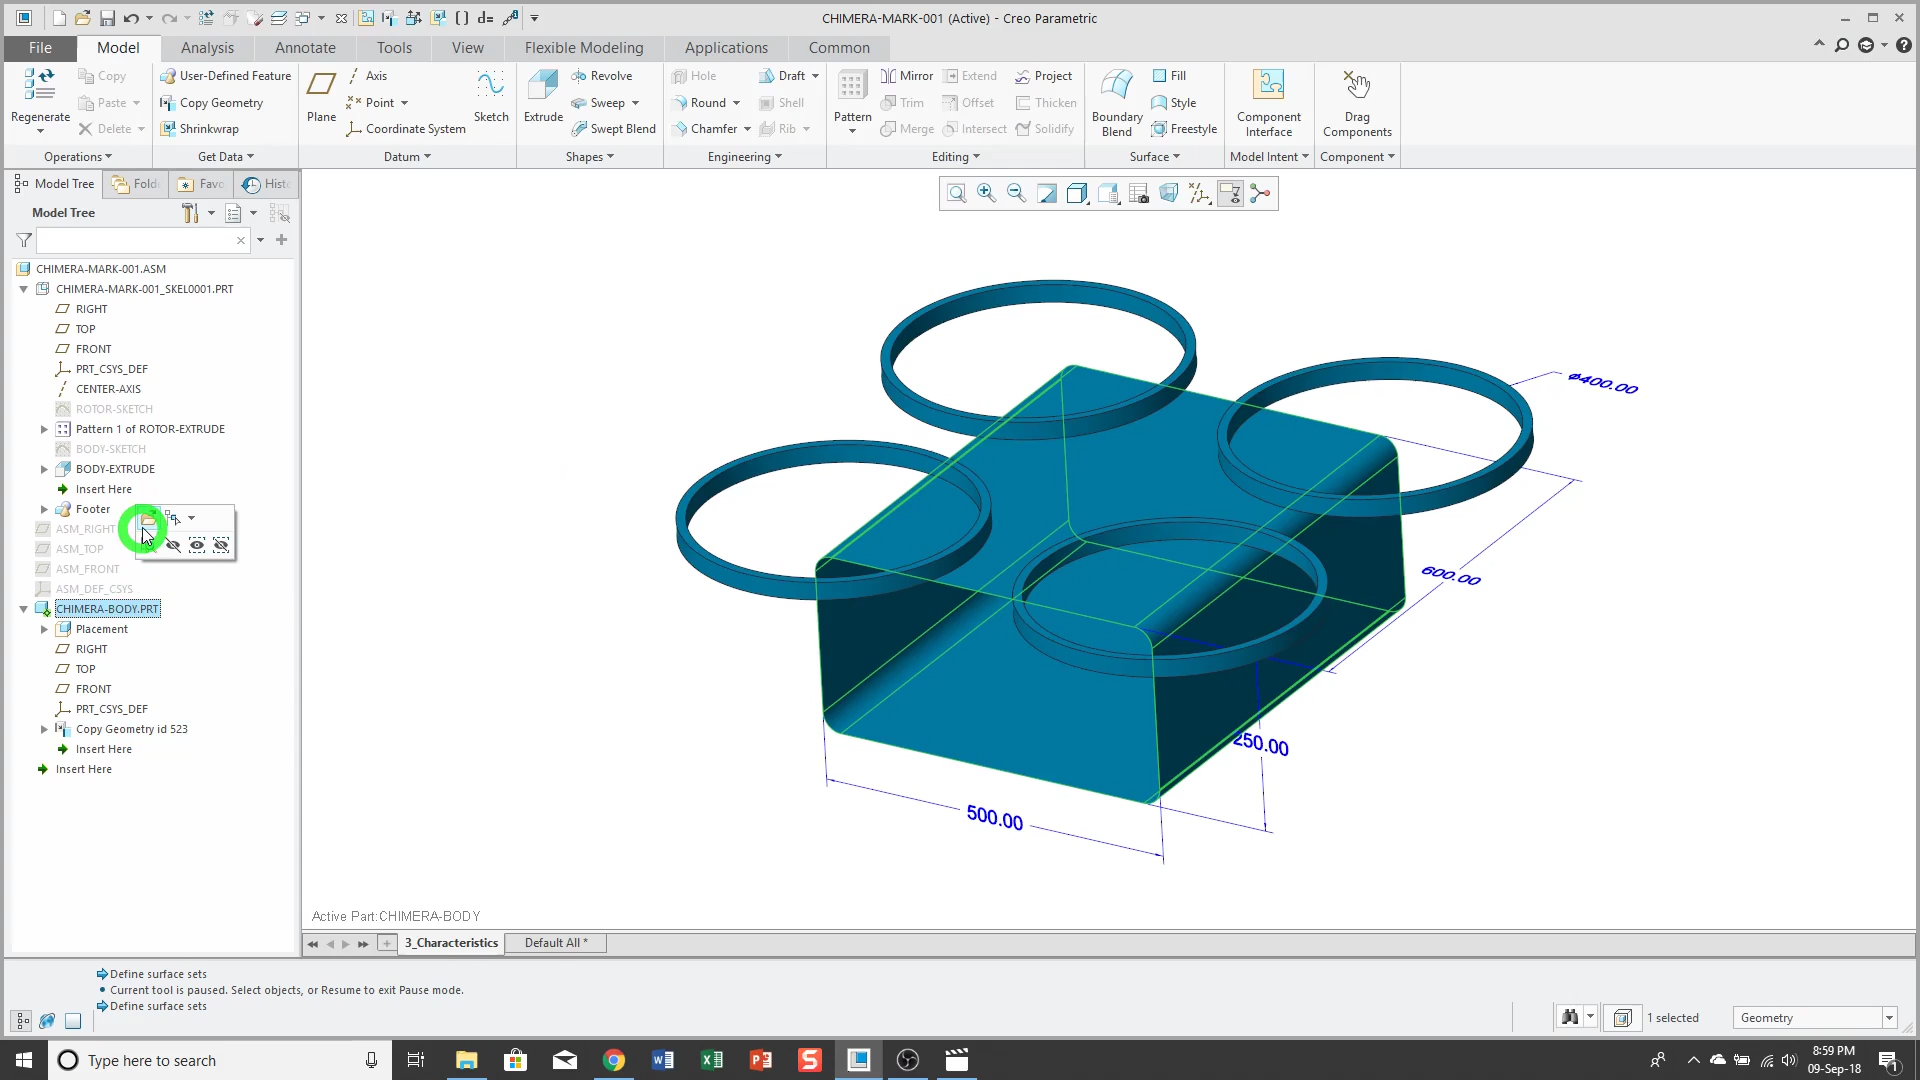 CHIMERA-MARK-001 (Active) - Creo Parametric
File Model Analysis Annotate Tools View Flexible Modeling Applications Common
Copy User-Defined Feature Axis Revolve Hole Draft Mirror Extend Project Fill
Paste Copy Geometry Point Sweep Round Shell Trim Offset Thicken Style
Regenerate Plane Sketch Extrude Pattern Boundary Blend Component Interface Drag Components
Delete Shrinkwrap Coordinate System Swept Blend Chamfer Rib Merge Intersect Solidify Freestyle
Operations Get Data Datum Shapes Engineering Editing Surface Model Intent Component
Model Tree Fold Favo Histo
Model Tree
CHIMERA-MARK-001.ASM
CHIMERA-MARK-001_SKEL0001.PRT
RIGHT
TOP
FRONT
PRT_CSYS_DEF
CENTER-AXIS
ROTOR-SKETCH
Pattern 1 of ROTOR-EXTRUDE
BODY-SKETCH
BODY-EXTRUDE
Insert Here
Footer
ASM_RIGHT
ASM_TOP
ASM_FRONT
ASM_DEF_CSYS
CHIMERA-BODY.PRT
Placement
RIGHT
TOP
FRONT
PRT_CSYS_DEF
Copy Geometry id 523
Insert Here
Insert Here
⌀400.00
600.00
250.00
500.00
Active Part:CHIMERA-BODY
3_Characteristics Default All *
Define surface sets
Current tool is paused. Select objects, or Resume to exit Pause mode.
Define surface sets
1 selected Geometry
Type here to search
8:59 PM
09-Sep-18
1